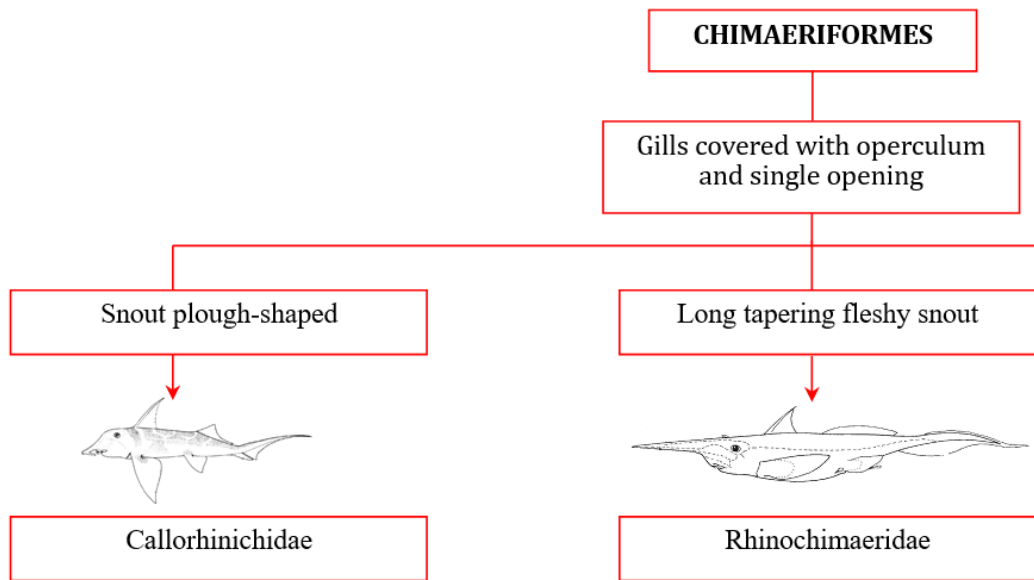 CHIMAERIFORMES
Gills covered with operculum
and single opening
Snout plough-shaped
Long tapering fleshy snout
Callorhinichidae
Rhinochimaeridae